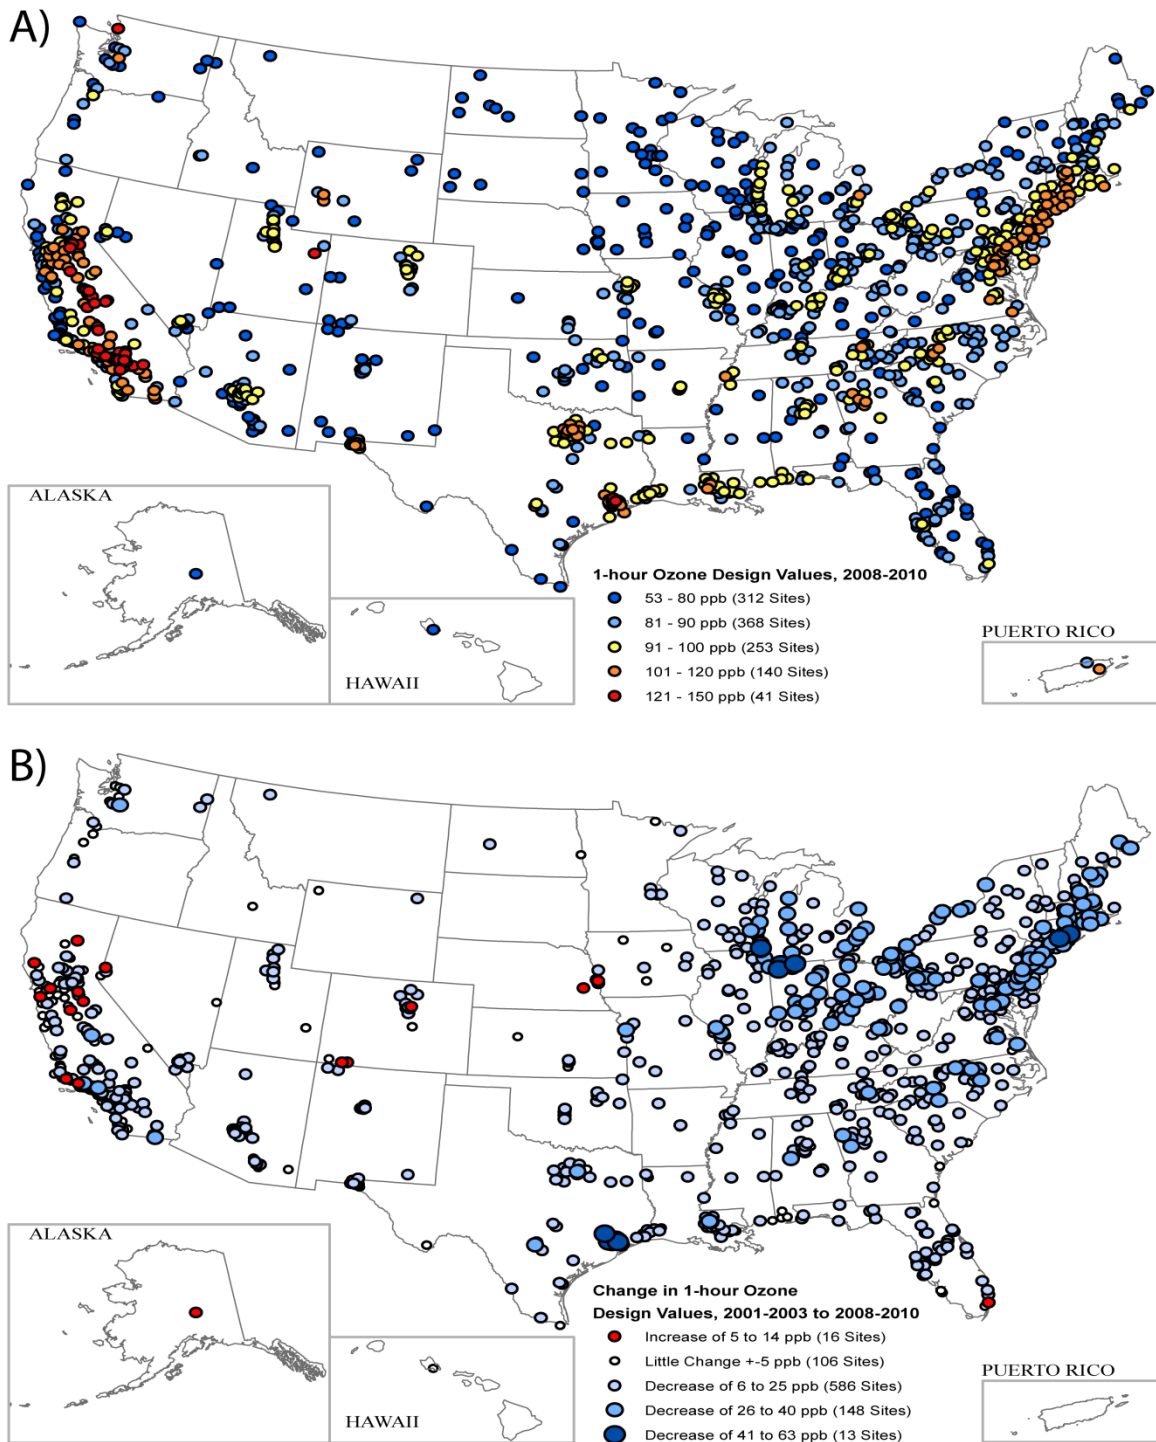 A)
ALASKA
HAWAII
1-hour Ozone Design Values, 2008-2010
53 - 80 ppb (312 Sites)
81 - 90 ppb (368 Sites)
91 - 100 ppb (253 Sites)
101 - 120 ppb (140 Sites)
121 - 150 ppb (41 Sites)
PUERTO RICO
B)
ALASKA
HAWAII
Change in 1-hour Ozone
Design Values, 2001-2003 to 2008-2010
Increase of 5 to 14 ppb (16 Sites)
Little Change +-5 ppb (106 Sites)
Decrease of 6 to 25 ppb (586 Sites)
Decrease of 26 to 40 ppb (148 Sites)
Decrease of 41 to 63 ppb (13 Sites)
PUERTO RICO